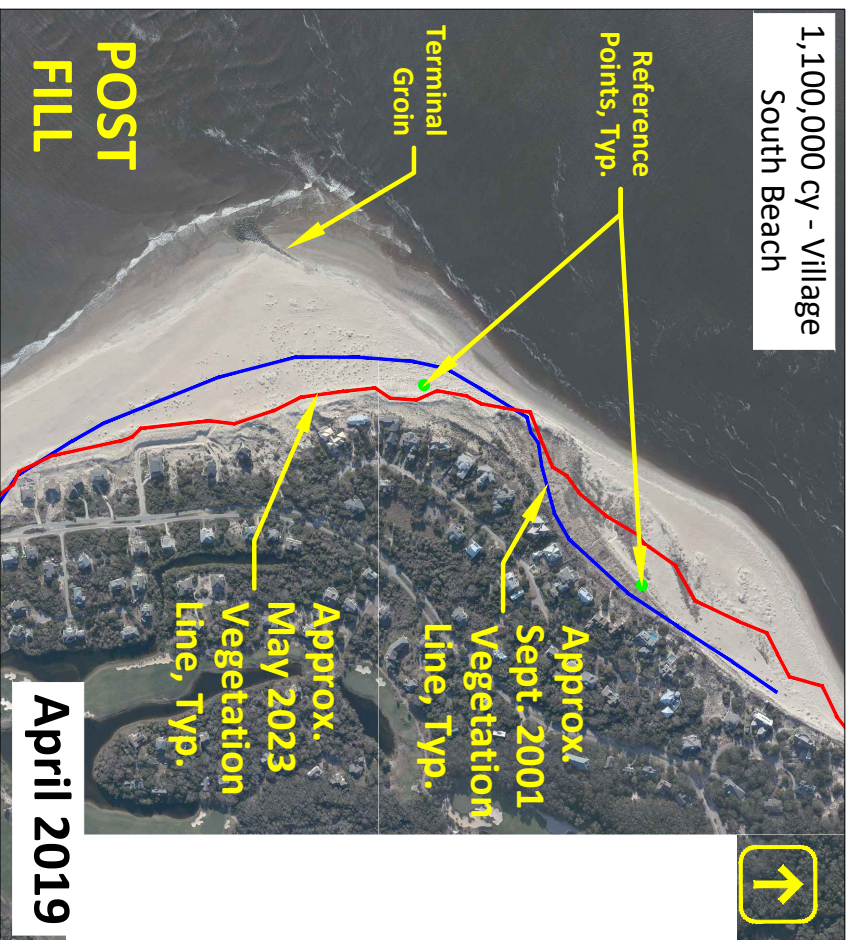 1,100,000 cy - Village
South Beach
Reference
Points, Typ.
Terminal
Groin
POST
FILL
Approx.
Sept. 2001
Vegetation
Line, Typ.
Approx.
May 2023
Vegetation
Line, Typ.
April 2019